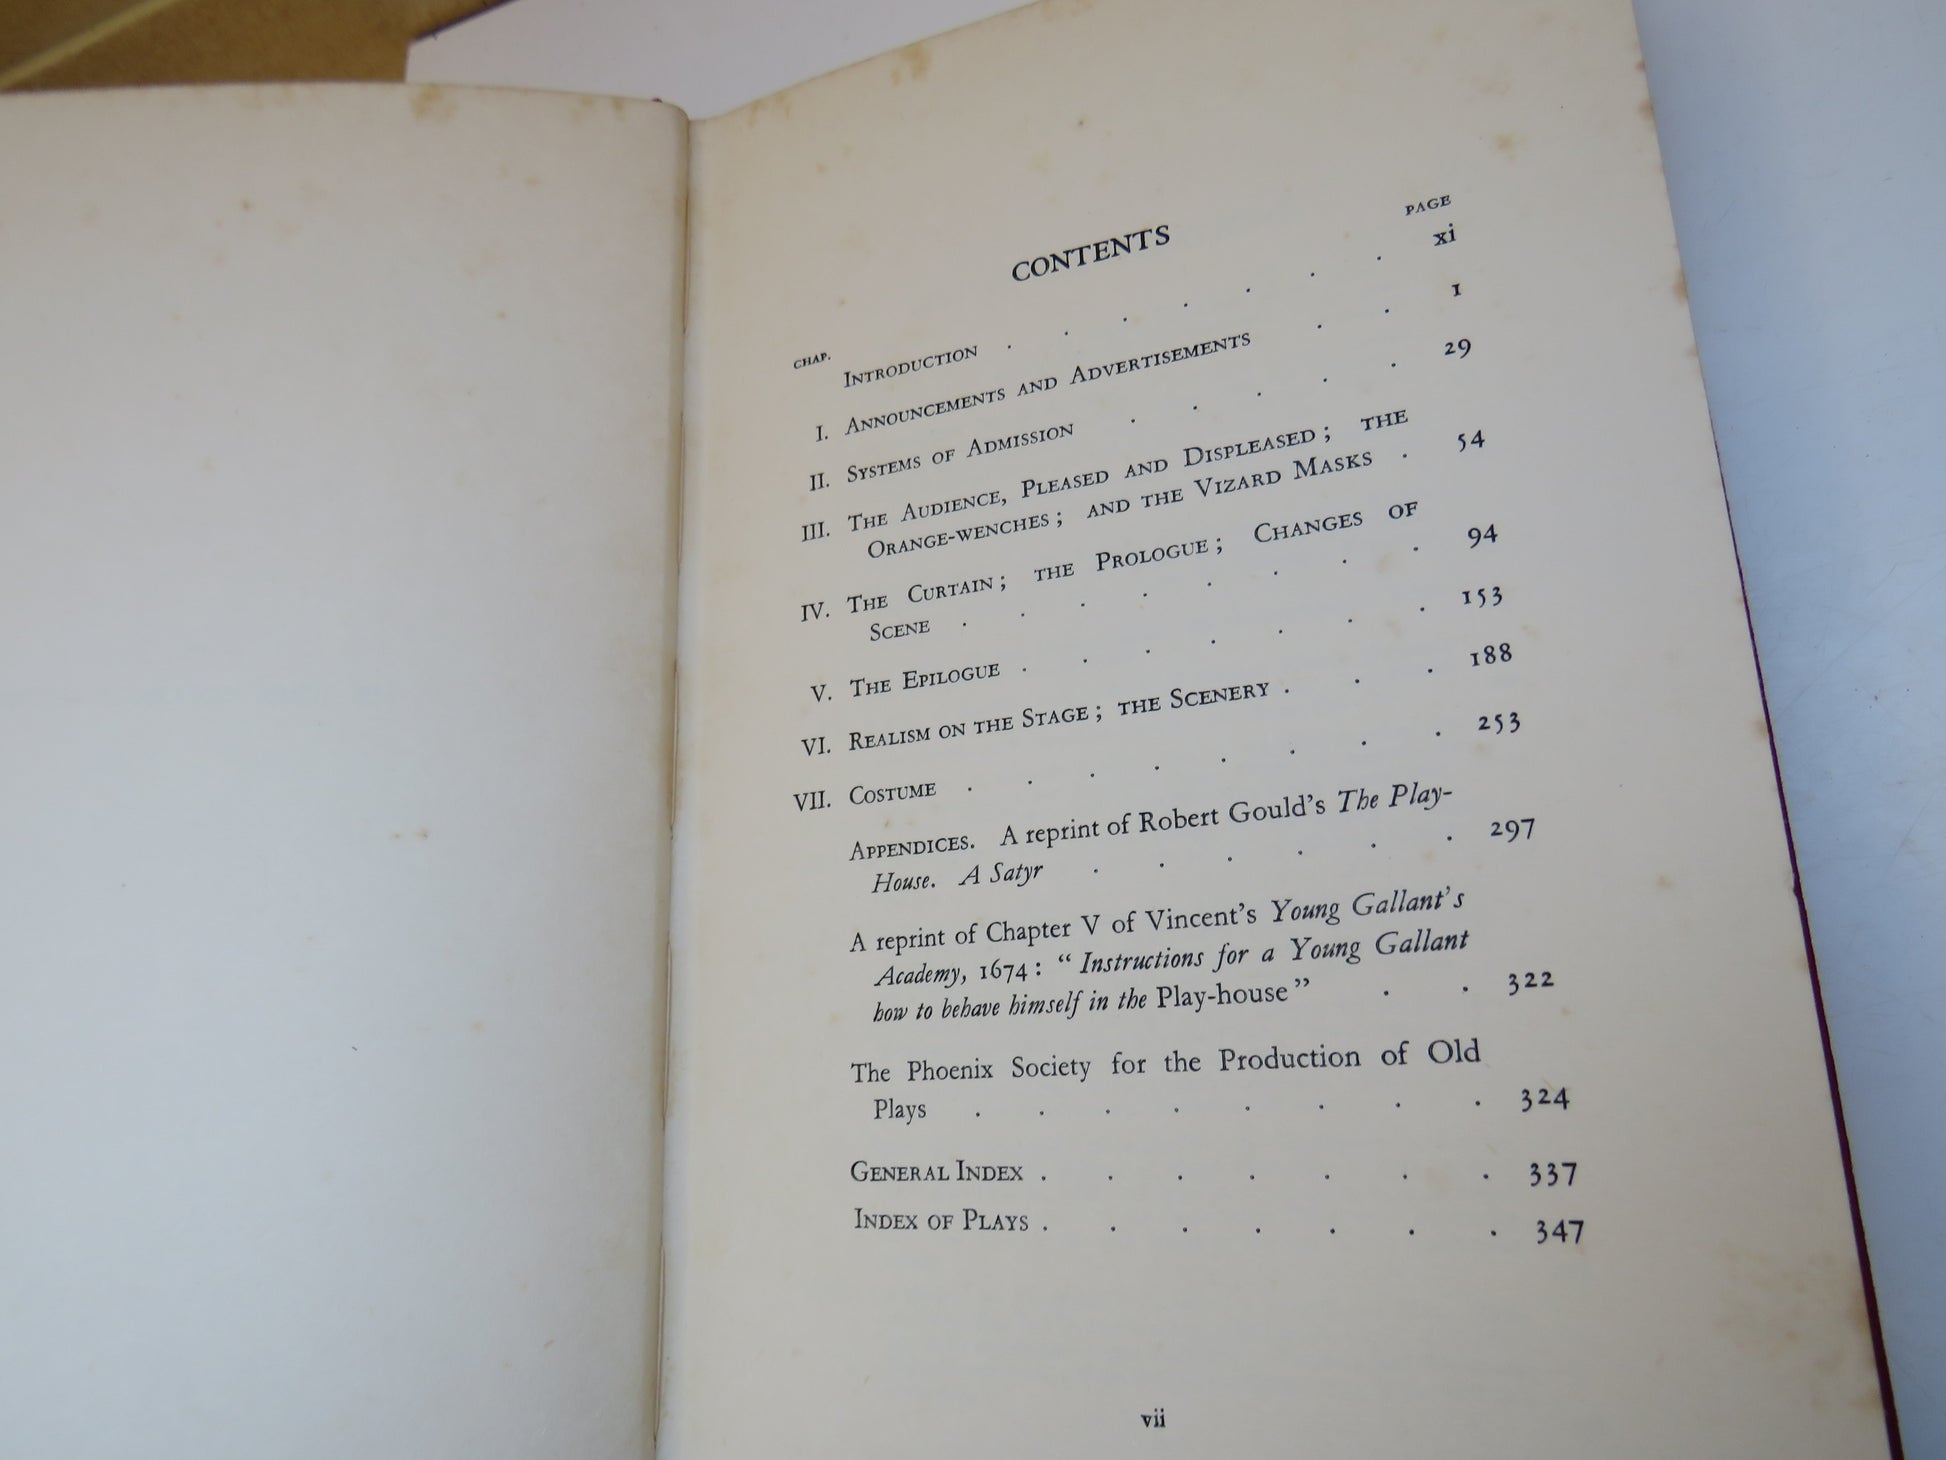 CONTENTS
CHAP. PAGE
INTRODUCTION . . . . . . . xi
I. ANNOUNCEMENTS AND ADVERTISEMENTS . . 1
II. SYSTEMS OF ADMISSION . . . . . 29
III. THE AUDIENCE, PLEASED AND DISPLEASED; THE
ORANGE-WENCHES; AND THE VIZARD MASKS . 54
IV. THE CURTAIN; THE PROLOGUE; CHANGES OF
SCENE . . . . . . . . 94
V. THE EPILOGUE . . . . . . . 153
VI. REALISM ON THE STAGE; THE SCENERY . . . 188
VII. COSTUME . . . . . . . . 253
APPENDICES. A reprint of Robert Gould's The Play-
House. A Satyr . . . . . . 297
A reprint of Chapter V of Vincent's Young Gallant's
Academy, 1674: “Instructions for a Young Gallant
how to behave himself in the Play-house” . . 322
The Phoenix Society for the Production of Old
Plays . . . . . . . . 324
GENERAL INDEX . . . . . . . 337
INDEX OF PLAYS . . . . . . . 347
vii